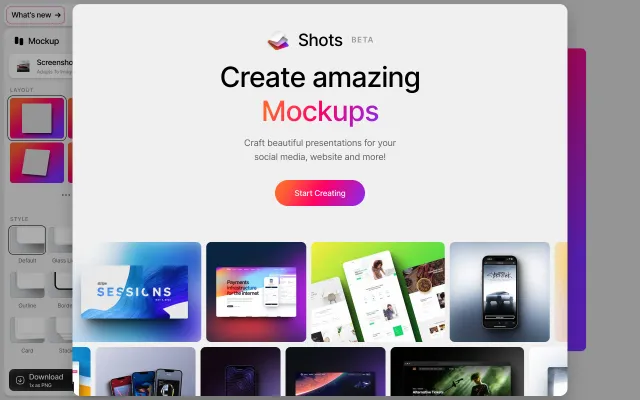 What's new →
Mockup
Screensho
LAYOUT
STYLE
Default
Glass Li
Outline
Borde
Card
Stack
Download
1x as PNG
Shots BETA
Create amazing
Mockups
Craft beautiful presentations for your
social media, website and more!
Start Creating
SESSIONS
Payments
infrastructure
for the internet